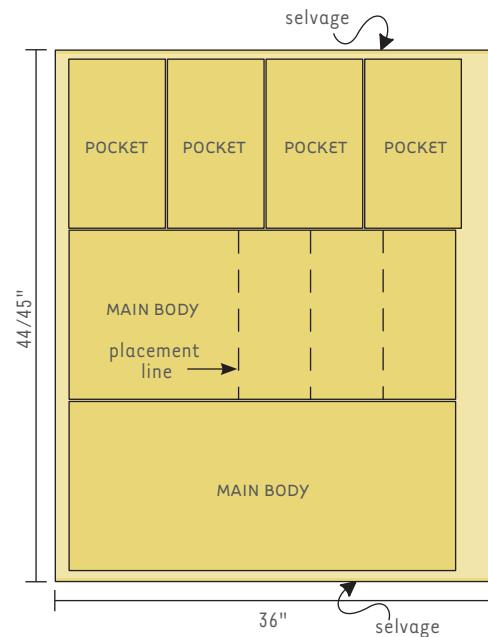 selvage
POCKET
POCKET
POCKET
POCKET
44/45"
MAIN BODY
placement
line
MAIN BODY
36"
selvage